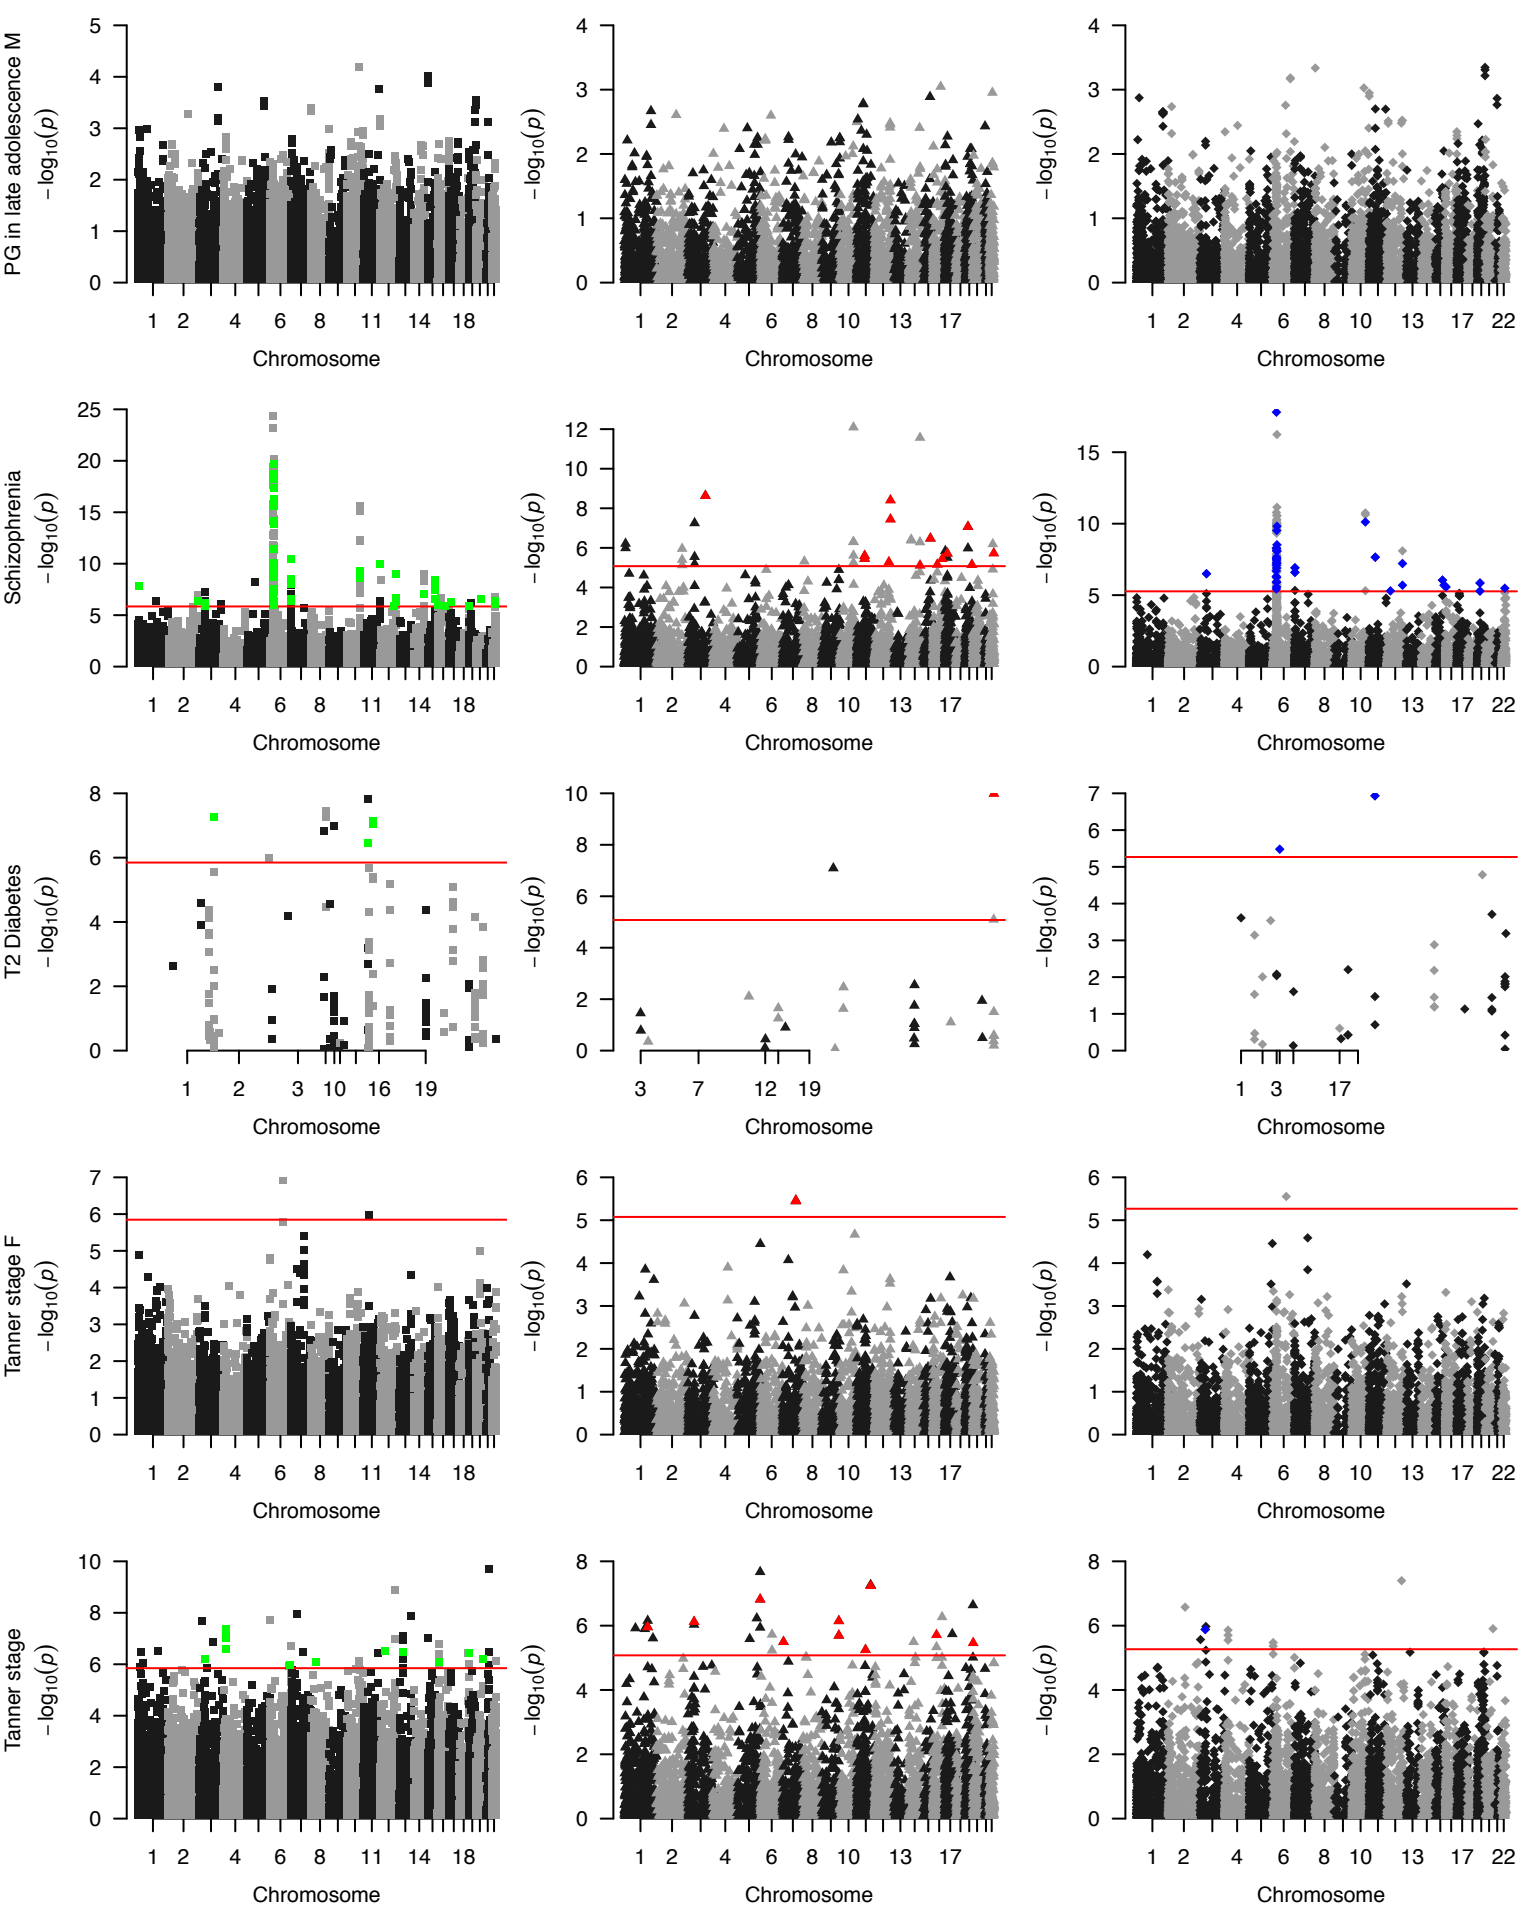 PG in late adolescence M
−log10(p)
5
4
3
2
1
0
1 2 4 6 8 11 14 18
Chromosome
−log10(p)
4
3
2
1
0
1 2 4 6 8 10 13 17
Chromosome
−log10(p)
4
3
2
1
0
1 2 4 6 8 10 13 17 22
Chromosome
Schizophrenia
−log10(p)
25
20
15
10
5
0
1 2 4 6 8 11 14 18
Chromosome
−log10(p)
12
10
8
6
4
2
0
1 2 4 6 8 10 13 17
Chromosome
−log10(p)
15
10
5
0
1 2 4 6 8 10 13 17 22
Chromosome
T2 Diabetes
−log10(p)
8
6
4
2
0
1 2 3 10 16 19
Chromosome
−log10(p)
10
8
6
4
2
0
3 7 12 19
Chromosome
−log10(p)
7
6
5
4
3
2
1
0
1 3 17
Chromosome
Tanner stage F
−log10(p)
7
6
5
4
3
2
1
0
1 2 4 6 8 11 14 18
Chromosome
−log10(p)
6
5
4
3
2
1
0
1 2 4 6 8 10 13 17
Chromosome
−log10(p)
6
5
4
3
2
1
0
1 2 4 6 8 10 13 17 22
Chromosome
Tanner stage
−log10(p)
10
8
6
4
2
0
1 2 4 6 8 11 14 18
Chromosome
−log10(p)
8
6
4
2
0
1 2 4 6 8 10 13 17
Chromosome
−log10(p)
8
6
4
2
0
1 2 4 6 8 10 13 17 22
Chromosome